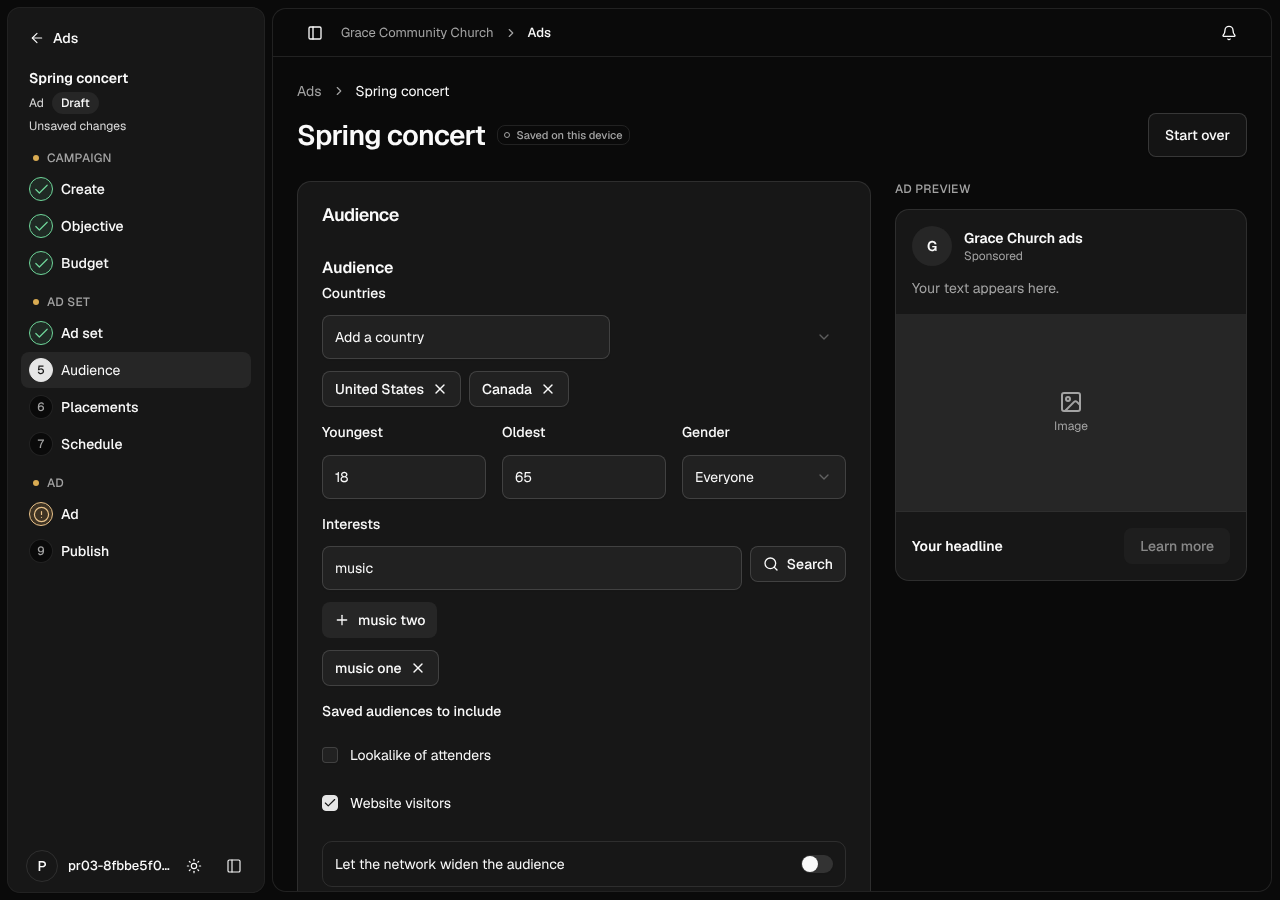 Ads
Spring concert
Ad Draft
Unsaved changes
CAMPAIGN
Create
Objective
Budget
AD SET
Ad set
5 Audience
6 Placements
7 Schedule
AD
Ad
9 Publish
P pr03-8fbbe5f0...
Grace Community Church > Ads
Ads > Spring concert
Spring concert Saved on this device
Start over
Audience
Audience
Countries
Add a country
United States Canada
Youngest Oldest Gender
18 65 Everyone
Interests
music Search
music two
music one
Saved audiences to include
Lookalike of attenders
Website visitors
Let the network widen the audience
AD PREVIEW
G Grace Church ads
Sponsored
Your text appears here.
Image
Your headline Learn more